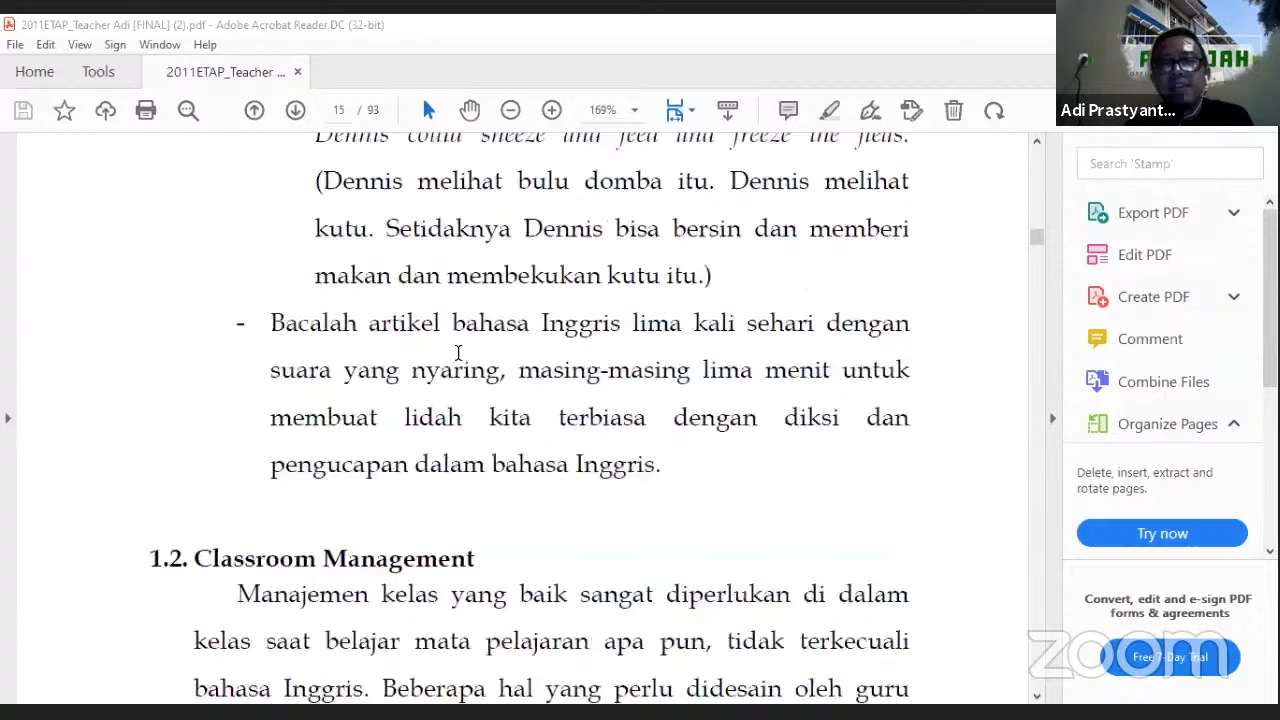 2011ETAP_Teacher Adi [FINAL] (2).pdf - Adobe Acrobat Reader DC (32-bit)
File Edit View Sign Window Help
Home Tools 2011ETAP_Teacher ... ×
15 / 93 169%
Adi Prastyant...
Search 'Stamp'
Dennis could sneeze and feed and freeze the
(Dennis melihat bulu domba itu. Dennis melihat
kutu. Setidaknya Dennis bisa bersin dan memberi
makan dan membekukan kutu itu.)
- Bacalah artikel bahasa Inggris lima kali sehari dengan
suara yang nyaring, masing-masing lima menit untuk
membuat lidah kita terbiasa dengan diksi dan
pengucapan dalam bahasa Inggris.
1.2. Classroom Management
Manajemen kelas yang baik sangat diperlukan di dalam
kelas saat belajar mata pelajaran apa pun, tidak terkecuali
bahasa Inggris. Beberapa hal yang perlu didesain oleh guru
Export PDF
Edit PDF
Create PDF
Comment
Combine Files
Organize Pages
Delete, insert, extract and
rotate pages.
Try now
Convert, edit and e-sign PDF
forms & agreements
Free 7-Day Trial
zoom